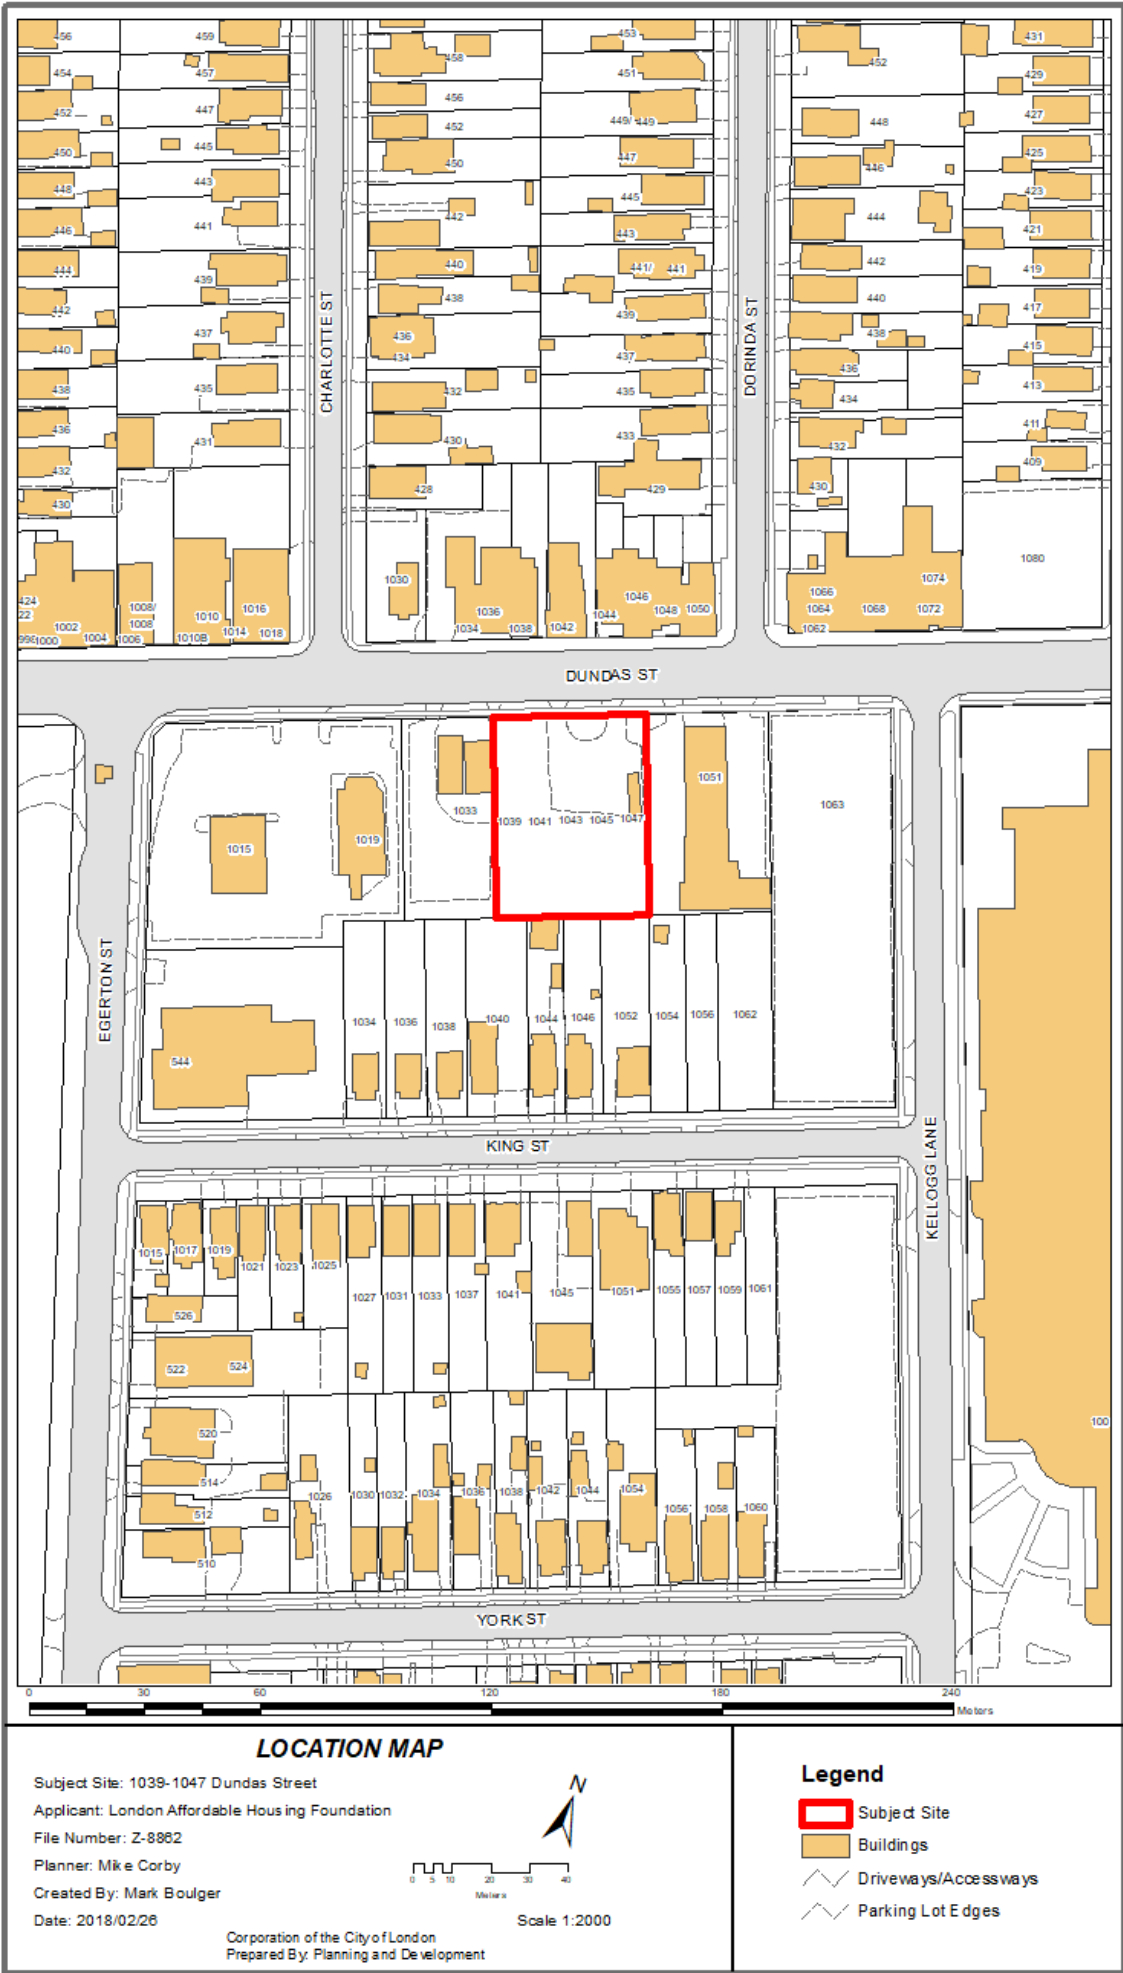 456 459 458 453 452 431
454 457 451 429
452 447 456 449/ 449 448 427
450 445 452 447 446 425
448 443 450 445 423
446 441 442 443 444 421
444 439 440 441/ 441 442 419
442 437 438 439 440 417
440 435 436 437 438 415
438 434 435 436 413
436 431 432 433 434 411
432 430 432 409
430 428 429 430
CHARLOTTE ST
DORINDA ST
424 1008/ 1010 1016 1030 1036 1046 1066 1074 1080
22 1002 1008 1014 1034 1038 1042 1044 1048 1050 1064 1068 1072
998 1000 1004 1006 1010B 1018 1062
DUNDAS ST
1015 1019 1033 1039 1041 1043 1045 1047 1051 1063
EGERTON ST
544 1034 1036 1038 1040 1044 1046 1052 1054 1056 1062
KING ST
KELLOGG LANE
1015 1017 1019 1021 1023 1025
1027 1031 1033 1037 1041 1045 1051 1055 1057 1059 1061
526
522 524
520
514
512
510
1026 1030 1032 1034 1036 1038 1042 1044 1054 1056 1058 1060
100
YORK ST
0 30 60 120 180 240
Meters
LOCATION MAP
Subject Site: 1039-1047 Dundas Street
Applicant: London Affordable Housing Foundation
File Number: Z-8862
Planner: Mike Corby
Created By: Mark Boulger
Date: 2018/02/26
N
0 5 10 20 30 40
Meters
Scale 1:2000
Corporation of the City of London
Prepared By: Planning and Development
Legend
Subject Site
Buildings
Driveways/Accessways
Parking Lot Edges